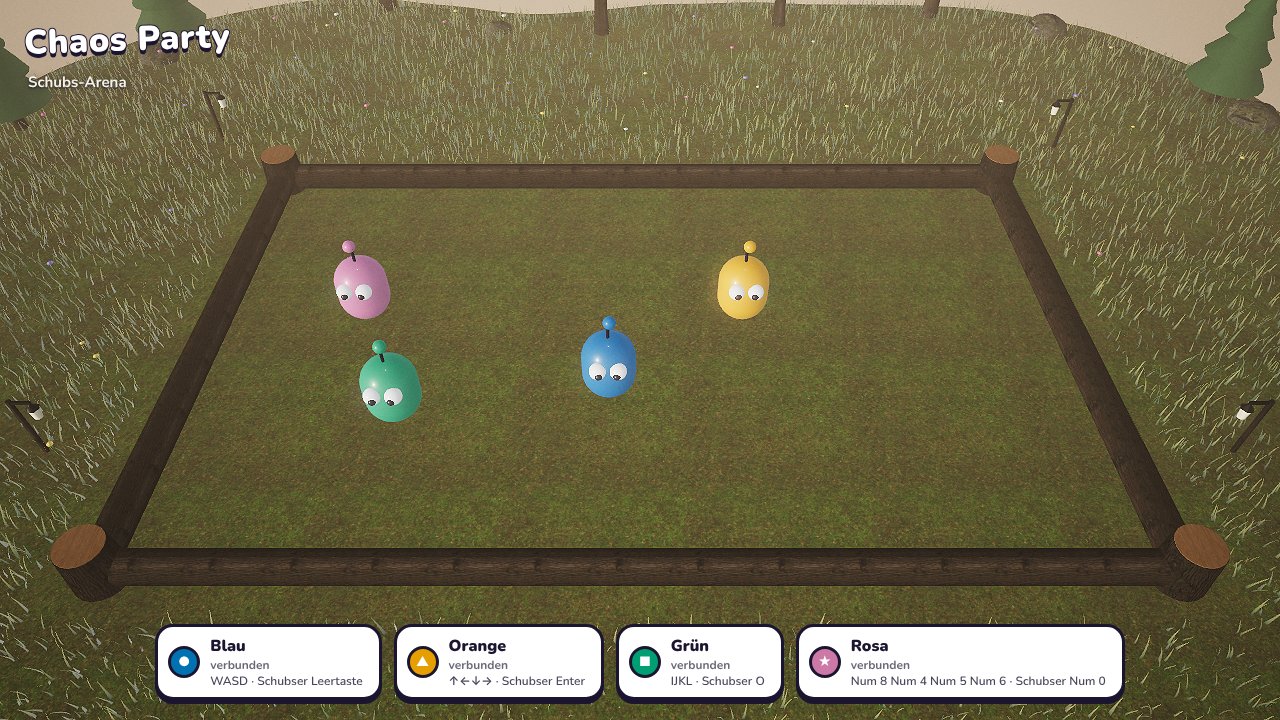 Chaos Party
Schubs-Arena
Blau
verbunden
WASD · Schubser Leertaste
Orange
verbunden
↑←↓→ · Schubser Enter
Grün
verbunden
IJKL · Schubser O
Rosa
verbunden
Num 8 Num 4 Num 5 Num 6 · Schubser Num 0